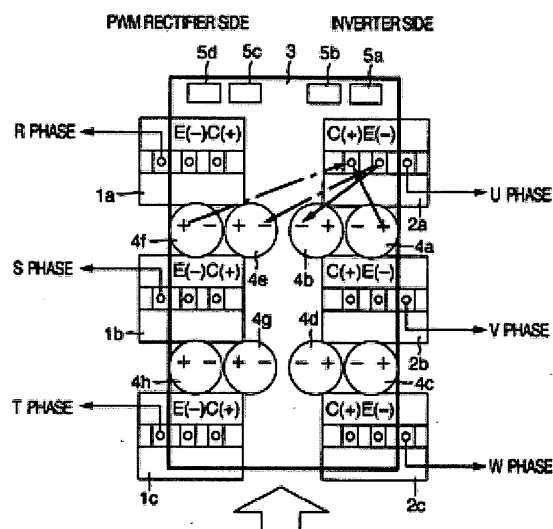 PWM RECTIFIER SIDE INVERTER SIDE
5d 5c 3 5b 5a
R PHASE E(−)C(+) C(+)E(−)
1a U PHASE
2a
+ − + − − + − +
4f 4e 4b 4a
S PHASE E(−)C(+) C(+)E(−)
1b 4g 4d V PHASE
2b
+ − + − − + − +
4h 4c
T PHASE E(−)C(+) C(+)E(−)
W PHASE
1c 2c